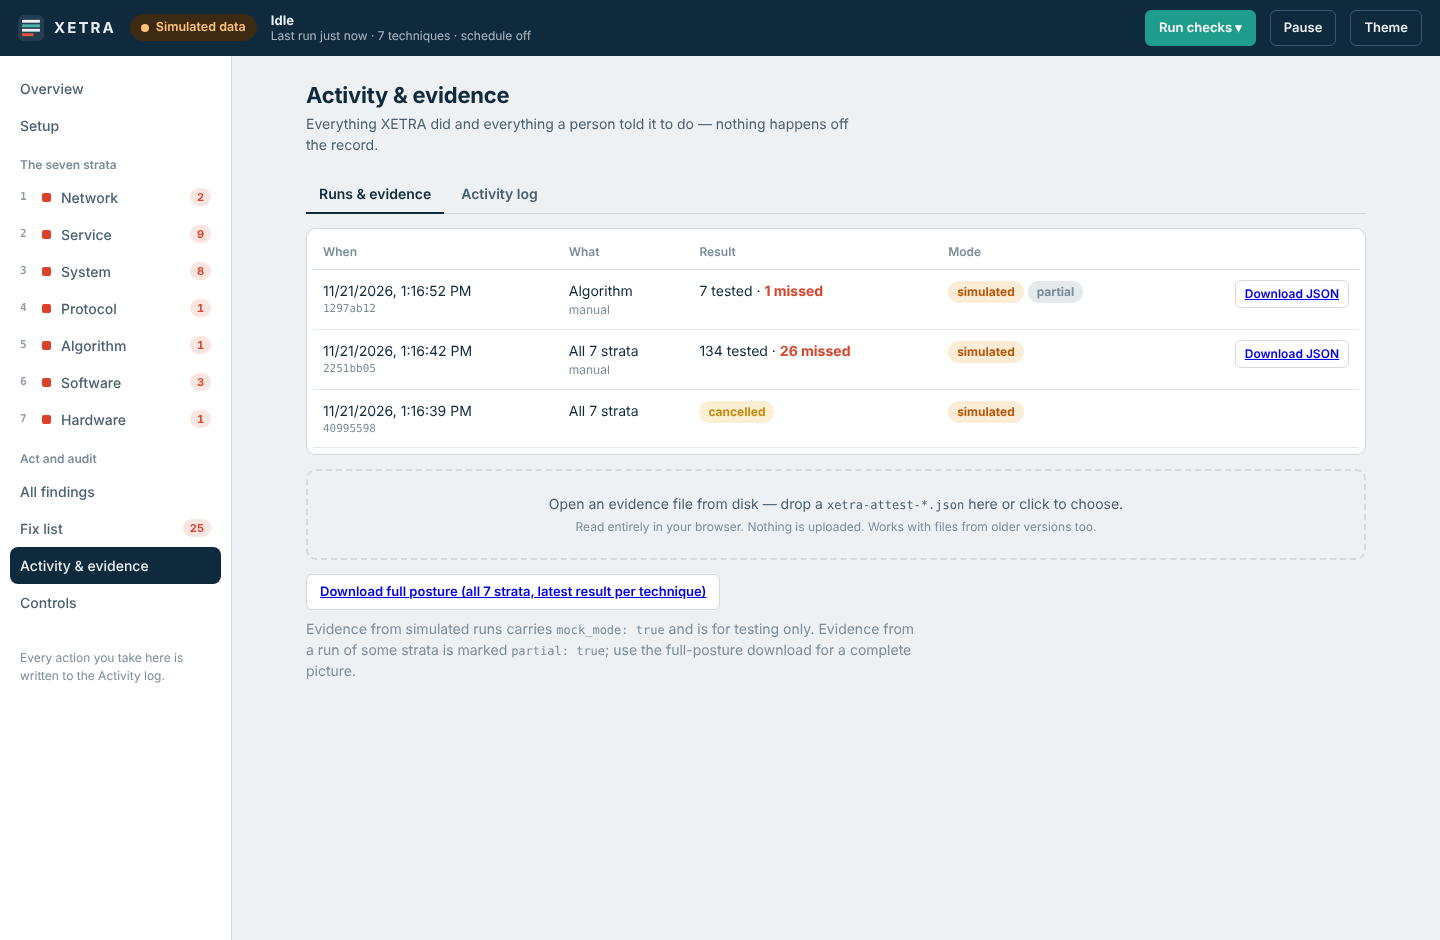 XETRA
Simulated data
Idle
Last run just now · 7 techniques · schedule off
Run checks ▾
Pause
Theme
Overview
Setup
The seven strata
1 Network 2
2 Service 9
3 System 8
4 Protocol 1
5 Algorithm 1
6 Software 3
7 Hardware 1
Act and audit
All findings
Fix list 25
Activity & evidence
Controls
Every action you take here is
written to the Activity log.
Activity & evidence
Everything XETRA did and everything a person told it to do — nothing happens off
the record.
Runs & evidence Activity log
When What Result Mode
11/21/2026, 1:16:52 PM Algorithm 7 tested · 1 missed simulated partial Download JSON
1297ab12 manual
11/21/2026, 1:16:42 PM All 7 strata 134 tested · 26 missed simulated Download JSON
2251bb05 manual
11/21/2026, 1:16:39 PM All 7 strata cancelled simulated
40995598
Open an evidence file from disk — drop a xetra-attest-*.json here or click to choose.
Read entirely in your browser. Nothing is uploaded. Works with files from older versions too.
Download full posture (all 7 strata, latest result per technique)
Evidence from simulated runs carries mock_mode: true and is for testing only. Evidence from
a run of some strata is marked partial: true; use the full-posture download for a complete
picture.